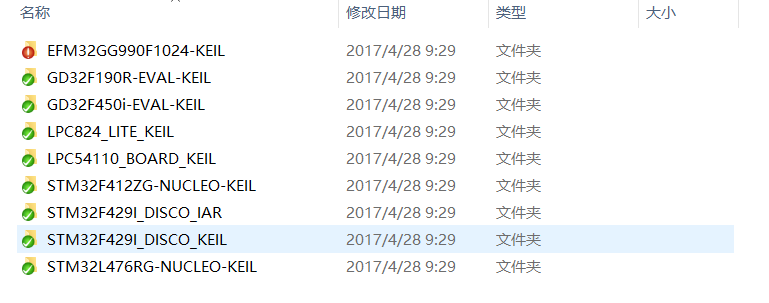 名称 修改日期 类型 大小
EFM32GG990F1024-KEIL 2017/4/28 9:29 文件夹
GD32F190R-EVAL-KEIL 2017/4/28 9:29 文件夹
GD32F450i-EVAL-KEIL 2017/4/28 9:29 文件夹
LPC824_LITE_KEIL 2017/4/28 9:29 文件夹
LPC54110_BOARD_KEIL 2017/4/28 9:29 文件夹
STM32F412ZG-NUCLEO-KEIL 2017/4/28 9:29 文件夹
STM32F429I_DISCO_IAR 2017/4/28 9:29 文件夹
STM32F429I_DISCO_KEIL 2017/4/28 9:29 文件夹
STM32L476RG-NUCLEO-KEIL 2017/4/28 9:29 文件夹